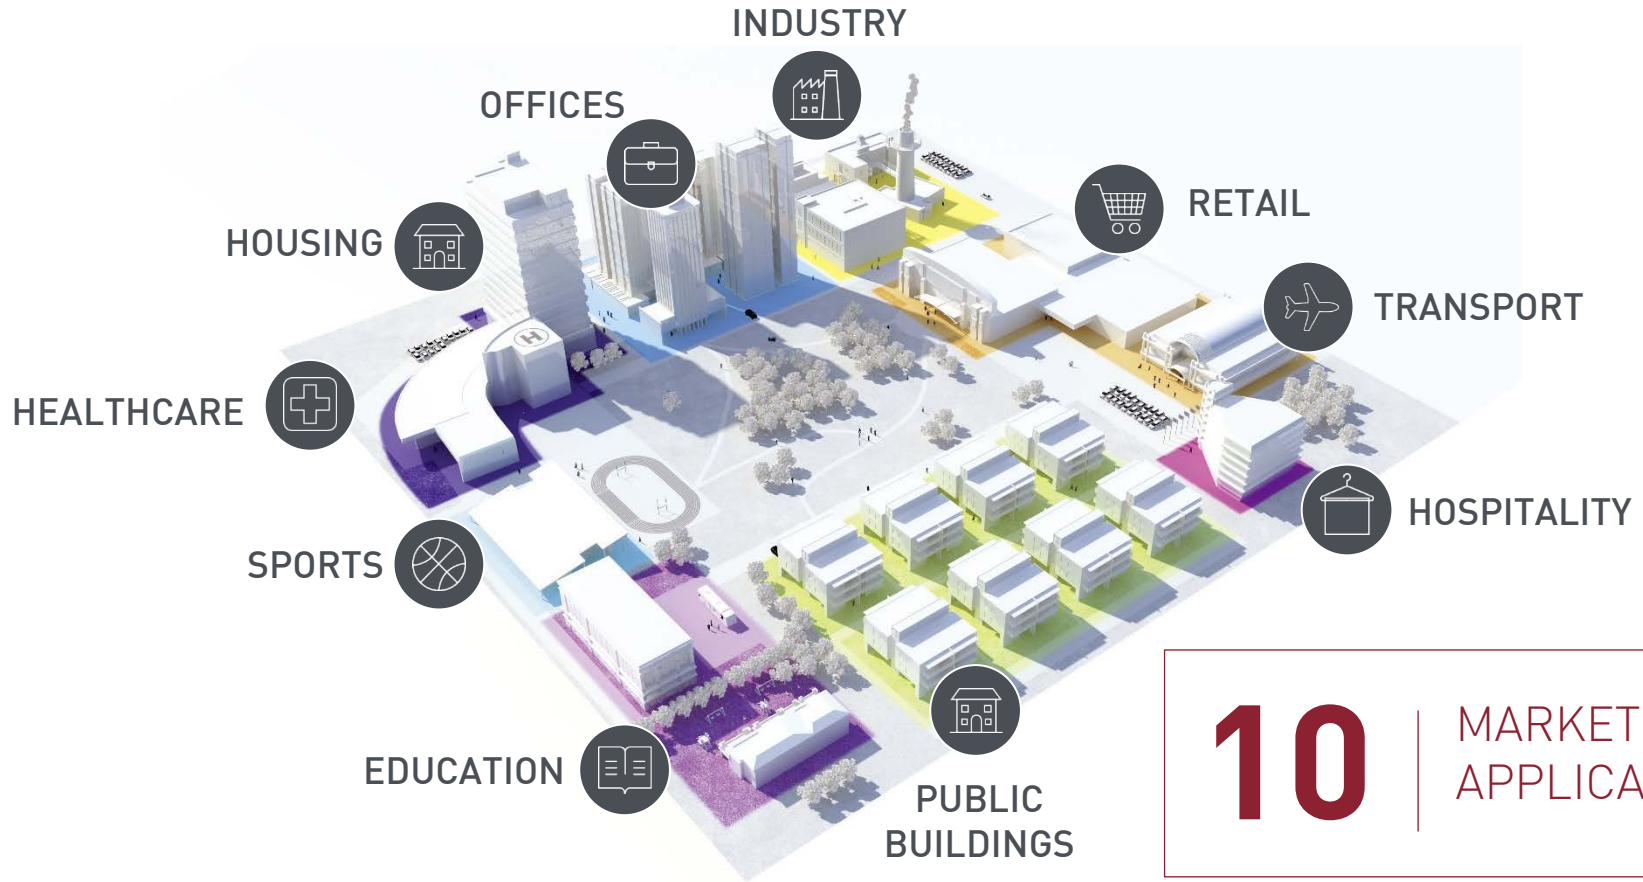 INDUSTRY
OFFICES
RETAIL
HOUSING
TRANSPORT
H
HEALTHCARE
HOSPITALITY
SPORTS
EDUCATION
PUBLIC
BUILDINGS
10
MARKET